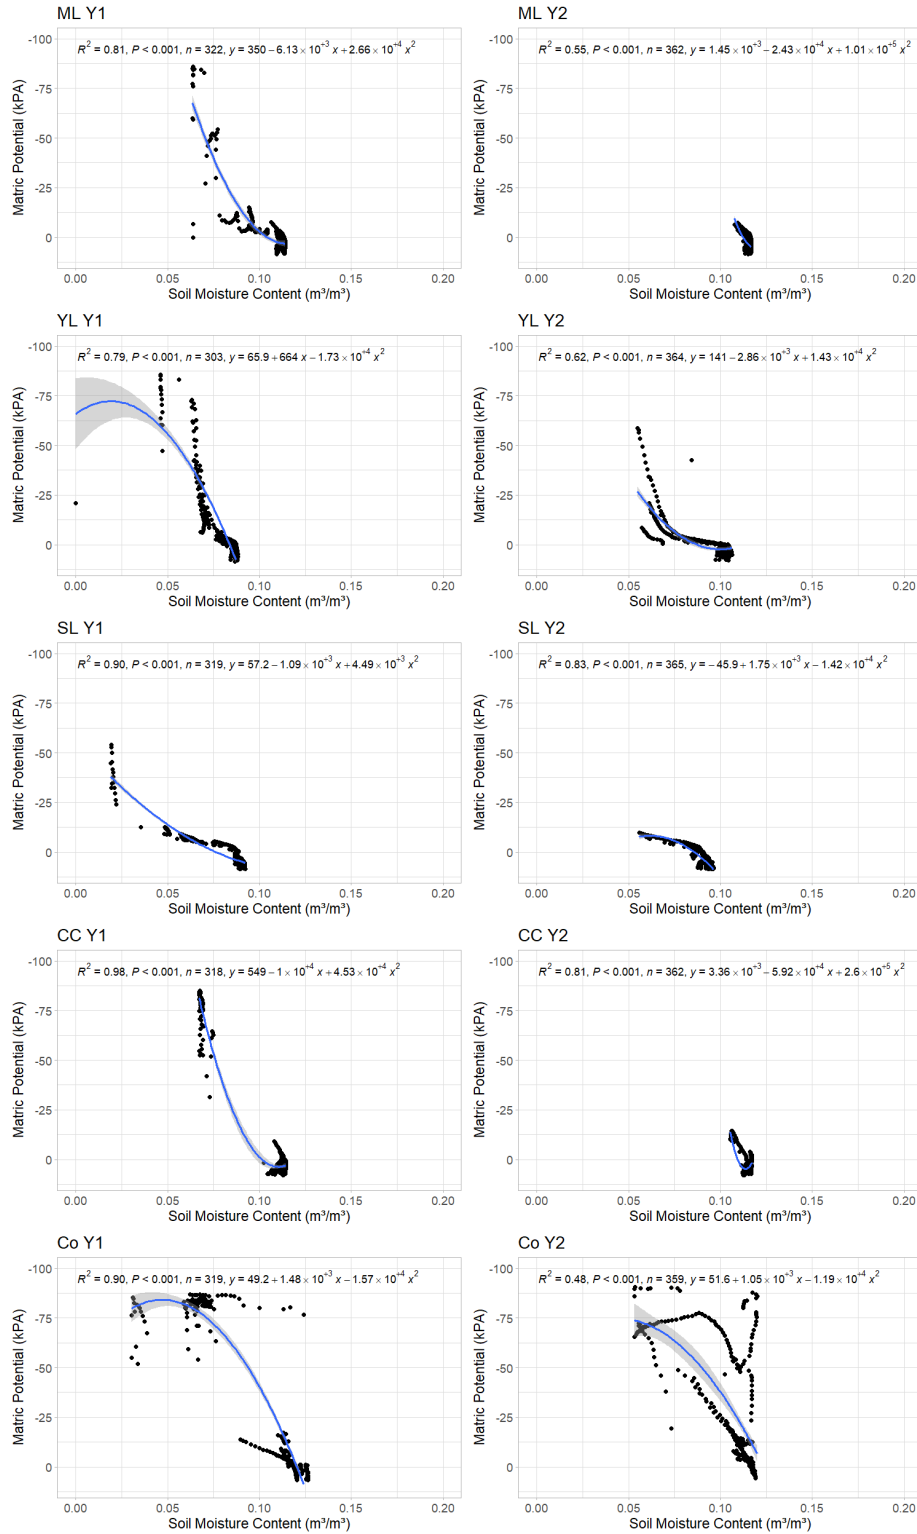 ML Y1
R² = 0.81, P < 0.001, n = 322, y = 350 − 6.13 × 10⁺³ x + 2.66 × 10⁺⁴ x²
-100
-75
-50
-25
0
Matric Potential (kPA)
0.00 0.05 0.10 0.15 0.20
Soil Moisture Content (m³/m³)
ML Y2
R² = 0.55, P < 0.001, n = 362, y = 1.45 × 10⁺³ − 2.43 × 10⁺⁴ x + 1.01 × 10⁺⁵ x²
-100
-75
-50
-25
0
Matric Potential (kPA)
0.00 0.05 0.10 0.15 0.20
Soil Moisture Content (m³/m³)
YL Y1
R² = 0.79, P < 0.001, n = 303, y = 65.9 + 664 x − 1.73 × 10⁺⁴ x²
-100
-75
-50
-25
0
Matric Potential (kPA)
0.00 0.05 0.10 0.15 0.20
Soil Moisture Content (m³/m³)
YL Y2
R² = 0.62, P < 0.001, n = 364, y = 141 − 2.86 × 10⁺³ x + 1.43 × 10⁺⁴ x²
-100
-75
-50
-25
0
Matric Potential (kPA)
0.00 0.05 0.10 0.15 0.20
Soil Moisture Content (m³/m³)
SL Y1
R² = 0.90, P < 0.001, n = 319, y = 57.2 − 1.09 × 10⁺³ x + 4.49 × 10⁺³ x²
-100
-75
-50
-25
0
Matric Potential (kPA)
0.00 0.05 0.10 0.15 0.20
Soil Moisture Content (m³/m³)
SL Y2
R² = 0.83, P < 0.001, n = 365, y = − 45.9 + 1.75 × 10⁺³ x − 1.42 × 10⁺⁴ x²
-100
-75
-50
-25
0
Matric Potential (kPA)
0.00 0.05 0.10 0.15 0.20
Soil Moisture Content (m³/m³)
CC Y1
R² = 0.98, P < 0.001, n = 318, y = 549 − 1 × 10⁺⁴ x + 4.53 × 10⁺⁴ x²
-100
-75
-50
-25
0
Matric Potential (kPA)
0.00 0.05 0.10 0.15 0.20
Soil Moisture Content (m³/m³)
CC Y2
R² = 0.81, P < 0.001, n = 362, y = 3.36 × 10⁺³ − 5.92 × 10⁺⁴ x + 2.6 × 10⁺⁵ x²
-100
-75
-50
-25
0
Matric Potential (kPA)
0.00 0.05 0.10 0.15 0.20
Soil Moisture Content (m³/m³)
Co Y1
R² = 0.90, P < 0.001, n = 319, y = 49.2 + 1.48 × 10⁺³ x − 1.57 × 10⁺⁴ x²
-100
-75
-50
-25
0
Matric Potential (kPA)
0.00 0.05 0.10 0.15 0.20
Soil Moisture Content (m³/m³)
Co Y2
R² = 0.48, P < 0.001, n = 359, y = 51.6 + 1.05 × 10⁺³ x − 1.19 × 10⁺⁴ x²
-100
-75
-50
-25
0
Matric Potential (kPA)
0.00 0.05 0.10 0.15 0.20
Soil Moisture Content (m³/m³)